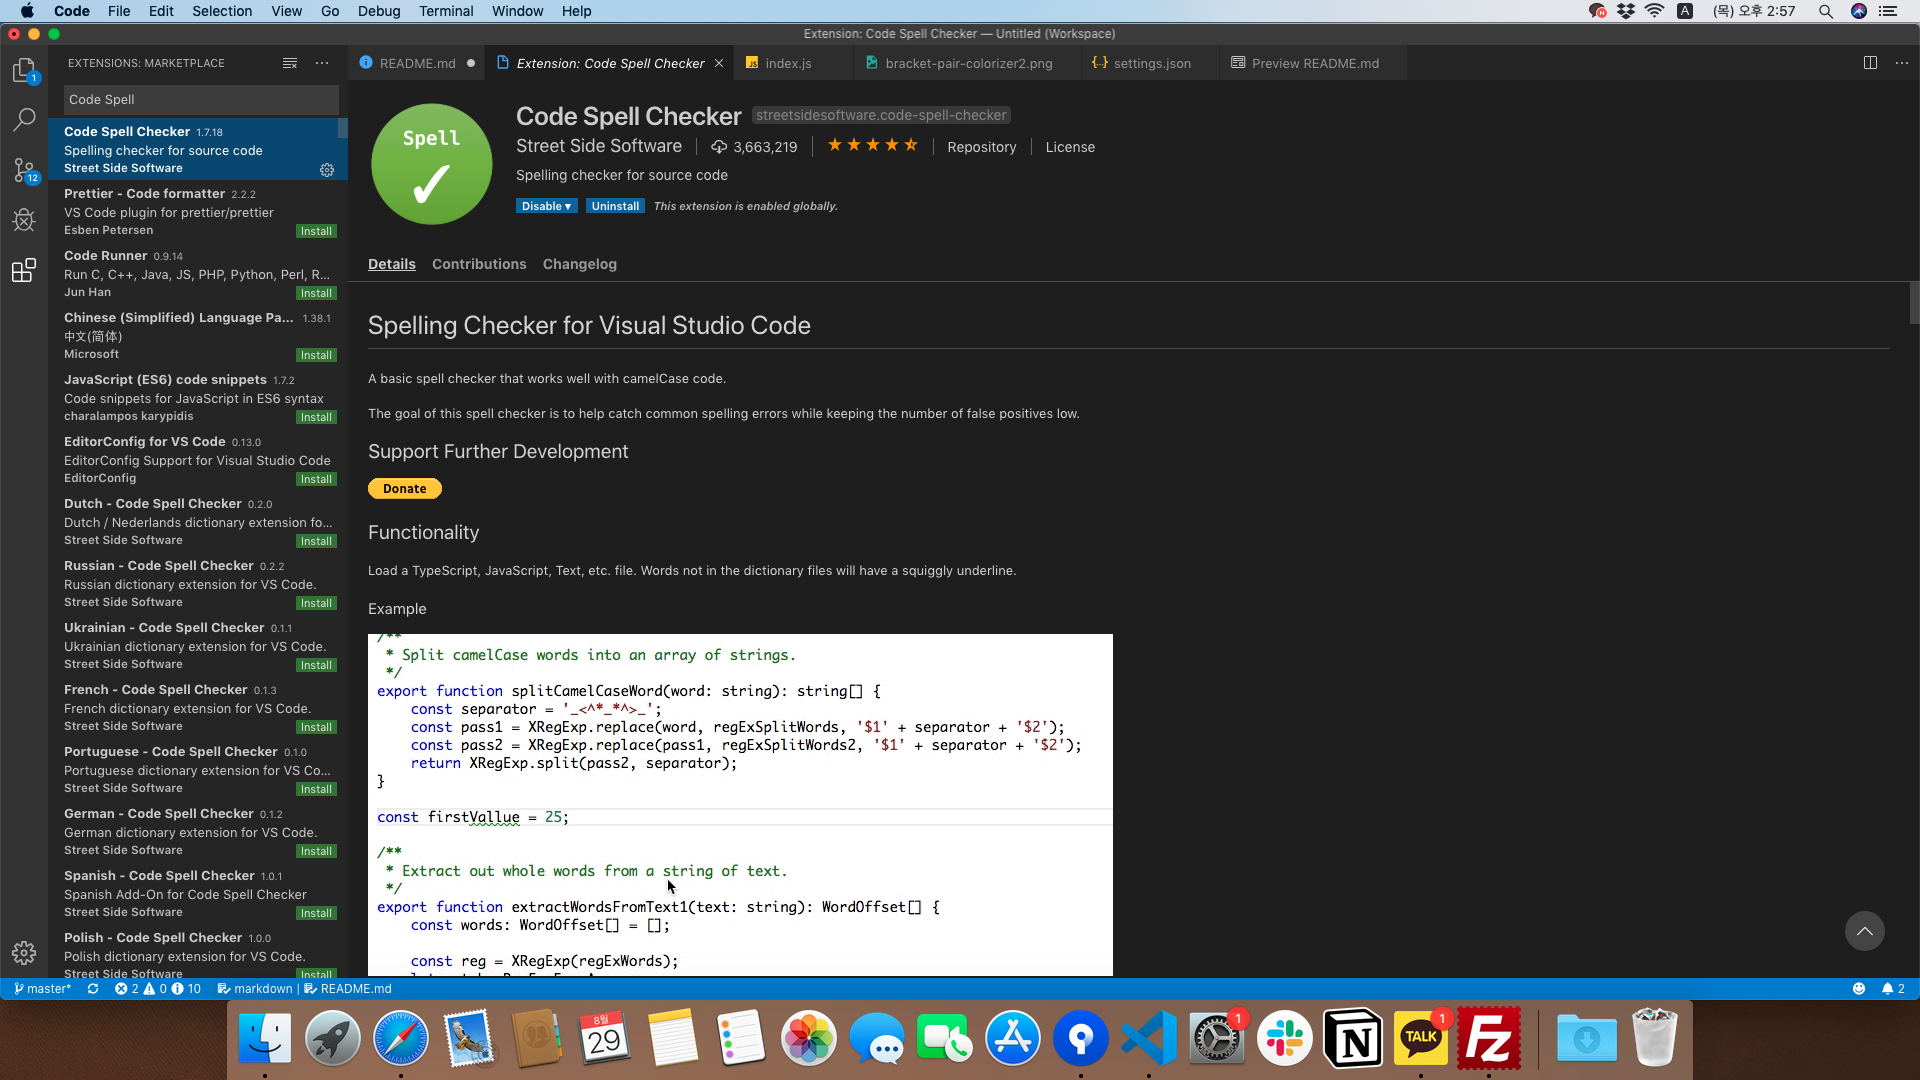 Code File Edit Selection View Go Debug Terminal Window Help
A (목) 오후 2:57
Extension: Code Spell Checker — Untitled (Workspace)
EXTENSIONS: MARKETPLACE
README.md
Extension: Code Spell Checker
JS index.js
bracket-pair-colorizer2.png
{..} settings.json
Preview README.md
1
12
Code Spell
Code Spell Checker 1.7.18
Spelling checker for source code
Street Side Software
Prettier - Code formatter 2.2.2
VS Code plugin for prettier/prettier
Esben Petersen Install
Code Runner 0.9.14
Run C, C++, Java, JS, PHP, Python, Perl, R...
Jun Han Install
Chinese (Simplified) Language Pa... 1.38.1
中文(简体)
Microsoft Install
JavaScript (ES6) code snippets 1.7.2
Code snippets for JavaScript in ES6 syntax
charalampos karypidis Install
EditorConfig for VS Code 0.13.0
EditorConfig Support for Visual Studio Code
EditorConfig Install
Dutch - Code Spell Checker 0.2.0
Dutch / Nederlands dictionary extension fo...
Street Side Software Install
Russian - Code Spell Checker 0.2.2
Russian dictionary extension for VS Code.
Street Side Software Install
Ukrainian - Code Spell Checker 0.1.1
Ukrainian dictionary extension for VS Code.
Street Side Software Install
French - Code Spell Checker 0.1.3
French dictionary extension for VS Code.
Street Side Software Install
Portuguese - Code Spell Checker 0.1.0
Portuguese dictionary extension for VS Co...
Street Side Software Install
German - Code Spell Checker 0.1.2
German dictionary extension for VS Code.
Street Side Software Install
Spanish - Code Spell Checker 1.0.1
Spanish Add-On for Code Spell Checker
Street Side Software Install
Polish - Code Spell Checker 1.0.0
Polish dictionary extension for VS Code.
Street Side Software Install
Spell
Code Spell Checker streetsidesoftware.code-spell-checker
Street Side Software | 3,663,219 | Repository | License
Spelling checker for source code
Disable Uninstall This extension is enabled globally.
Details Contributions Changelog
Spelling Checker for Visual Studio Code
A basic spell checker that works well with camelCase code.
The goal of this spell checker is to help catch common spelling errors while keeping the number of false positives low.
Support Further Development
Donate
Functionality
Load a TypeScript, JavaScript, Text, etc. file. Words not in the dictionary files will have a squiggly underline.
Example
/**
* Split camelCase words into an array of strings.
*/
export function splitCamelCaseWord(word: string): string[] {
const separator = '_<^*_*^>_';
const pass1 = XRegExp.replace(word, regExSplitWords, '$1' + separator + '$2');
const pass2 = XRegExp.replace(pass1, regExSplitWords2, '$1' + separator + '$2');
return XRegExp.split(pass2, separator);
}
const firstVallue = 25;
/**
* Extract out whole words from a string of text.
*/
export function extractWordsFromText1(text: string): WordOffset[] {
const words: WordOffset[] = [];
const reg = XRegExp(regExWords);
master* 2 0 10 markdown | README.md 2
8월
29
1
N
TALK
1
Fz